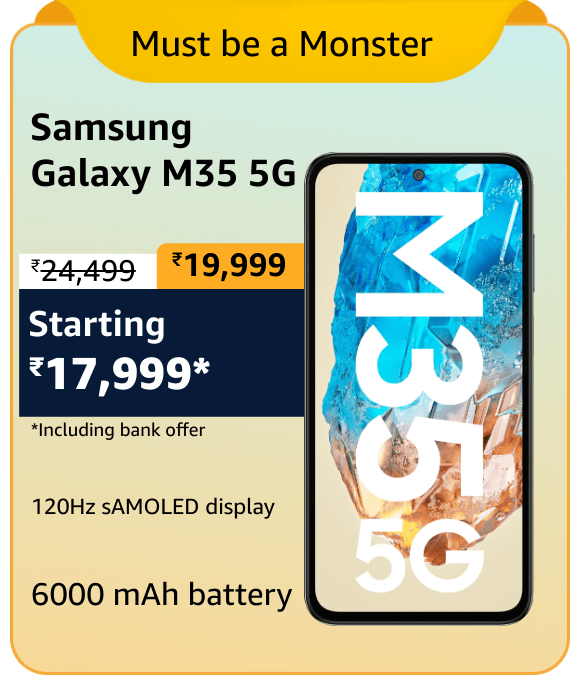 Must be a Monster
Samsung
Galaxy M35 5G
₹24,499
₹19,999
Starting
₹17,999*
*Including bank offer
120Hz sAMOLED display
6000 mAh battery
M35
5G